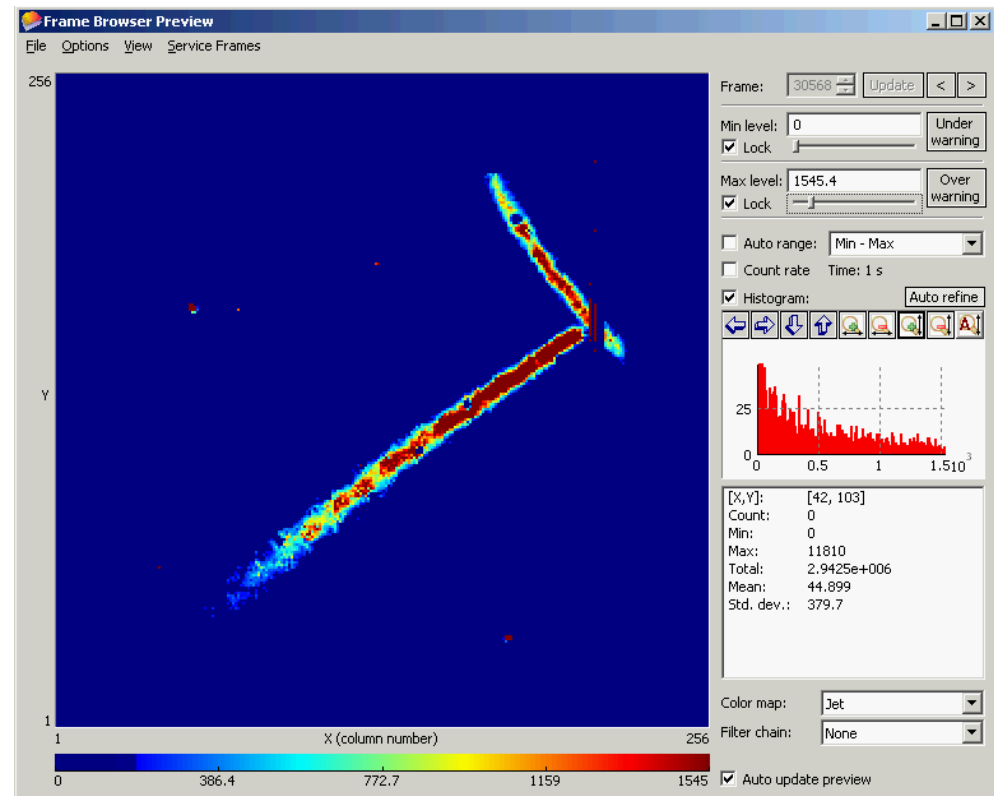 Frame Browser Preview
File Options View Service Frames
256
Y
1
1 X (column number) 256
0 386.4 772.7 1159 1545
Frame: 30568 Update < >
Min level: 0 Under warning
Lock
Max level: 1545.4 Over warning
Lock
Auto range: Min - Max
Count rate Time: 1 s
Histogram: Auto refine
A
25
0
0 0.5 1 1.510^3
[X,Y]: [42, 103]
Count: 0
Min: 0
Max: 11810
Total: 2.9425e+006
Mean: 44.899
Std. dev.: 379.7
Color map: Jet
Filter chain: None
Auto update preview